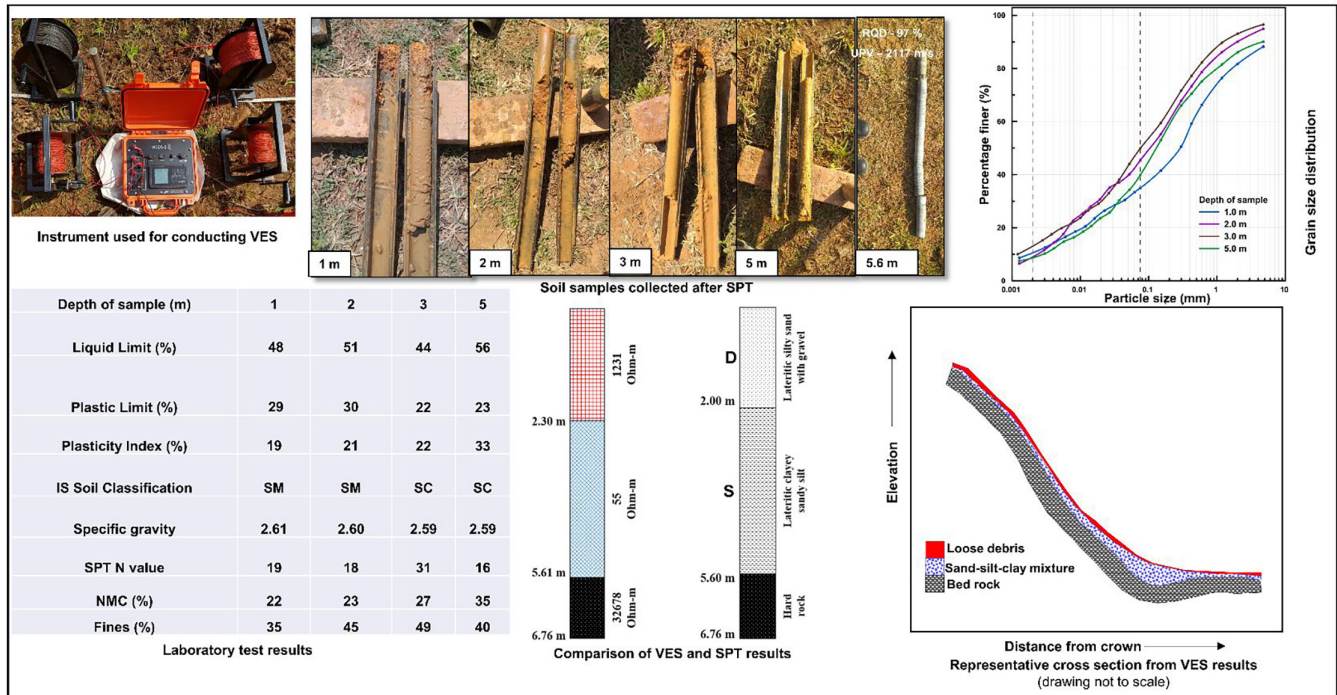 RQD - 97 %
UPV – 2117 m/s
1 m
2 m
3 m
5 m
5.6 m
Instrument used for conducting VES
Soil samples collected after SPT
Percentage finer (%)
100
80
60
40
20
0
0.001
0.01
0.1
1
10
Particle size (mm)
Depth of sample
1.0 m
2.0 m
3.0 m
5.0 m
Grain size distribution
Depth of sample (m) 1 2 3 5
Liquid Limit (%) 48 51 44 56
Plastic Limit (%) 29 30 22 23
Plasticity Index (%) 19 21 22 33
IS Soil Classification SM SM SC SC
Specific gravity 2.61 2.60 2.59 2.59
SPT N value 19 18 31 16
NMC (%) 22 23 27 35
Fines (%) 35 45 49 40
Laboratory test results
1231
Ohm-m
2.30 m
55
Ohm-m
5.61 m
32678
Ohm-m
6.76 m
D
Lateritic silty sand
with gravel
2.00 m
S
Lateritic clayey
sandy silt
5.60 m
Hard
rock
6.76 m
Comparison of VES and SPT results
Elevation
Loose debris
Sand-silt-clay mixture
Bed rock
Distance from crown
Representative cross section from VES results
(drawing not to scale)